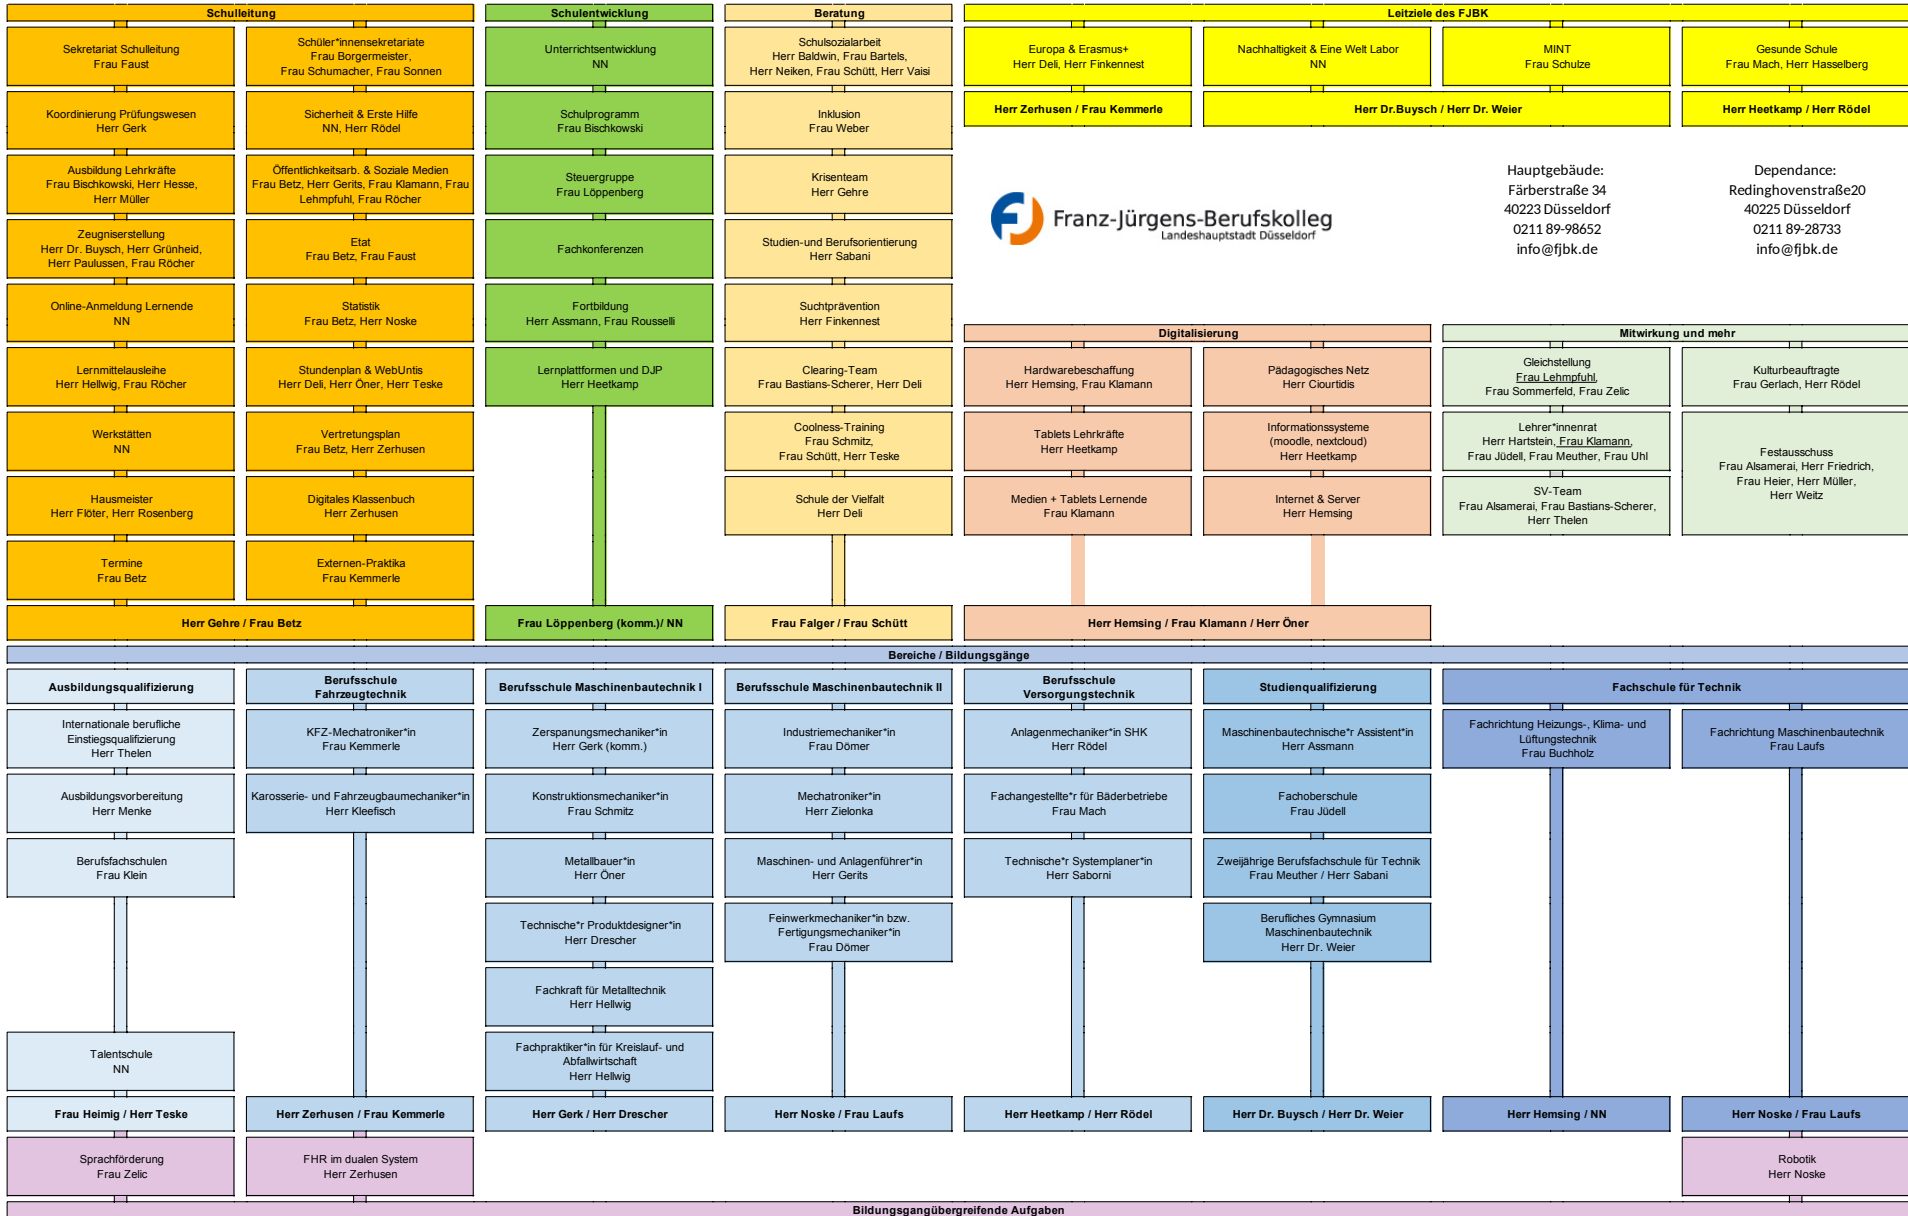 Schulleitung
Sekretariat Schulleitung
Frau Faust
Schüler*innensekretariate
Frau Borgermeister,
Frau Schumacher, Frau Sonnen
Koordinierung Prüfungswesen
Herr Gerk
Sicherheit & Erste Hilfe
NN, Herr Rödel
Ausbildung Lehrkräfte
Frau Bischkowski, Herr Hesse,
Herr Müller
Öffentlichkeitsarb. & Soziale Medien
Frau Betz, Herr Gerits, Frau Klamann, Frau
Lehmpfuhl, Frau Röcher
Zeugniserstellung
Herr Dr. Buysch, Herr Grünheid,
Herr Paulussen, Frau Röcher
Etat
Frau Betz, Frau Faust
Online-Anmeldung Lernende
NN
Statistik
Frau Betz, Herr Noske
Lernmittelausleihe
Herr Hellwig, Frau Röcher
Stundenplan & WebUntis
Herr Deli, Herr Öner, Herr Teske
Werkstätten
NN
Vertretungsplan
Frau Betz, Herr Zerhusen
Hausmeister
Herr Flöter, Herr Rosenberg
Digitales Klassenbuch
Herr Zerhusen
Termine
Frau Betz
Externen-Praktika
Frau Kemmerle
Herr Gehre / Frau Betz
Schulentwicklung
Unterrichtsentwicklung
NN
Schulprogramm
Frau Bischkowski
Steuergruppe
Frau Löppenberg
Fachkonferenzen
Fortbildung
Herr Assmann, Frau Rousselli
Lernplattformen und DJP
Herr Heetkamp
Frau Löppenberg (komm.)/ NN
Beratung
Schulsozialarbeit
Herr Baldwin, Frau Bartels,
Herr Neiken, Frau Schütt, Herr Vaisi
Inklusion
Frau Weber
Krisenteam
Herr Gehre
Studien-und Berufsorientierung
Herr Sabani
Suchtprävention
Herr Finkennest
Clearing-Team
Frau Bastians-Scherer, Herr Deli
Coolness-Training
Frau Schmitz,
Frau Schütt, Herr Teske
Schule der Vielfalt
Herr Deli
Frau Falger / Frau Schütt
Leitziele des FJBK
Europa & Erasmus+
Herr Deli, Herr Finkennest
Nachhaltigkeit & Eine Welt Labor
NN
MINT
Frau Schulze
Gesunde Schule
Frau Mach, Herr Hasselberg
Herr Zerhusen / Frau Kemmerle
Herr Dr.Buysch / Herr Dr. Weier
Herr Heetkamp / Herr Rödel
Franz-Jürgens-Berufskolleg
Landeshauptstadt Düsseldorf
Hauptgebäude:
Färberstraße 34
40223 Düsseldorf
0211 89-98652
info@fjbk.de
Dependance:
Redinghovenstraße20
40225 Düsseldorf
0211 89-28733
info@fjbk.de
Digitalisierung
Hardwarebeschaffung
Herr Hemsing, Frau Klamann
Pädagogisches Netz
Herr Ciourtidis
Tablets Lehrkräfte
Herr Heetkamp
Informationssysteme
(moodle, nextcloud)
Herr Heetkamp
Medien + Tablets Lernende
Frau Klamann
Internet & Server
Herr Hemsing
Herr Hemsing / Frau Klamann / Herr Öner
Mitwirkung und mehr
Gleichstellung
Frau Lehmpfuhl,
Frau Sommerfeld, Frau Zelic
Kulturbeauftragte
Frau Gerlach, Herr Rödel
Lehrer*innenrat
Herr Hartstein, Frau Klamann,
Frau Jüdell, Frau Meuther, Frau Uhl
Festausschuss
Frau Alsamerai, Herr Friedrich,
Frau Heier, Herr Müller,
Herr Weitz
SV-Team
Frau Alsamerai, Frau Bastians-Scherer,
Herr Thelen
Bereiche / Bildungsgänge
Ausbildungsqualifizierung
Internationale berufliche
Einstiegsqualifizierung
Herr Thelen
Ausbildungsvorbereitung
Herr Menke
Berufsfachschulen
Frau Klein
Talentschule
NN
Frau Heimig / Herr Teske
Sprachförderung
Frau Zelic
Berufsschule
Fahrzeugtechnik
KFZ-Mechatroniker*in
Frau Kemmerle
Karosserie- und Fahrzeugbaumechaniker*in
Herr Kleefisch
Herr Zerhusen / Frau Kemmerle
FHR im dualen System
Herr Zerhusen
Berufsschule Maschinenbautechnik I
Zerspanungsmechaniker*in
Herr Gerk (komm.)
Konstruktionsmechaniker*in
Frau Schmitz
Metallbauer*in
Herr Öner
Technische*r Produktdesigner*in
Herr Drescher
Fachkraft für Metalltechnik
Herr Hellwig
Fachpraktiker*in für Kreislauf- und
Abfallwirtschaft
Herr Hellwig
Herr Gerk / Herr Drescher
Berufsschule Maschinenbautechnik II
Industriemechaniker*in
Frau Dömer
Mechatroniker*in
Herr Zielonka
Maschinen- und Anlagenführer*in
Herr Gerits
Feinwerkmechaniker*in bzw.
Fertigungsmechaniker*in
Frau Dömer
Herr Noske / Frau Laufs
Berufsschule
Versorgungstechnik
Anlagenmechaniker*in SHK
Herr Rödel
Fachangestellte*r für Bäderbetriebe
Frau Mach
Technische*r Systemplaner*in
Herr Saborni
Herr Heetkamp / Herr Rödel
Studienqualifizierung
Maschinenbautechnische*r Assistent*in
Herr Assmann
Fachoberschule
Frau Jüdell
Zweijährige Berufsfachschule für Technik
Frau Meuther / Herr Sabani
Berufliches Gymnasium
Maschinenbautechnik
Herr Dr. Weier
Herr Dr. Buysch / Herr Dr. Weier
Fachschule für Technik
Fachrichtung Heizungs-, Klima- und
Lüftungstechnik
Frau Buchholz
Fachrichtung Maschinenbautechnik
Frau Laufs
Herr Hemsing / NN
Herr Noske / Frau Laufs
Robotik
Herr Noske
Bildungsgangübergreifende Aufgaben